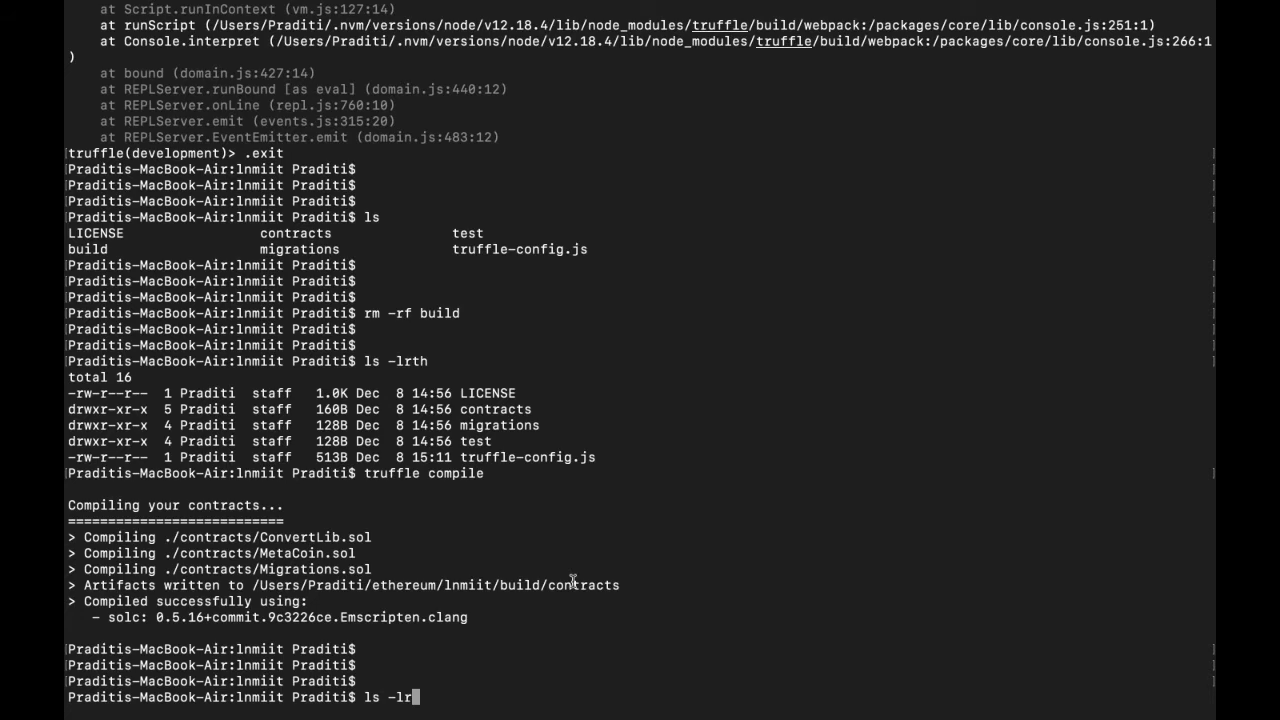 at Script.runInContext (vm.js:127:14)
at runScript (/Users/Praditi/.nvm/versions/node/v12.18.4/lib/node_modules/truffle/build/webpack:/packages/core/lib/console.js:251:1)
at Console.interpret (/Users/Praditi/.nvm/versions/node/v12.18.4/lib/node_modules/truffle/build/webpack:/packages/core/lib/console.js:266:1
)
at bound (domain.js:427:14)
at REPLServer.runBound [as eval] (domain.js:440:12)
at REPLServer.onLine (repl.js:760:10)
at REPLServer.emit (events.js:315:20)
at REPLServer.EventEmitter.emit (domain.js:483:12)
truffle(development)> .exit
Praditis-MacBook-Air:lnmiit Praditi$
Praditis-MacBook-Air:lnmiit Praditi$
Praditis-MacBook-Air:lnmiit Praditi$
Praditis-MacBook-Air:lnmiit Praditi$ ls
LICENSE contracts test
build migrations truffle-config.js
Praditis-MacBook-Air:lnmiit Praditi$
Praditis-MacBook-Air:lnmiit Praditi$
Praditis-MacBook-Air:lnmiit Praditi$
Praditis-MacBook-Air:lnmiit Praditi$ rm -rf build
Praditis-MacBook-Air:lnmiit Praditi$
Praditis-MacBook-Air:lnmiit Praditi$
Praditis-MacBook-Air:lnmiit Praditi$ ls -lrth
total 16
-rw-r--r-- 1 Praditi staff 1.0K Dec 8 14:56 LICENSE
drwxr-xr-x 5 Praditi staff 160B Dec 8 14:56 contracts
drwxr-xr-x 4 Praditi staff 128B Dec 8 14:56 migrations
drwxr-xr-x 4 Praditi staff 128B Dec 8 14:56 test
-rw-r--r-- 1 Praditi staff 513B Dec 8 15:11 truffle-config.js
Praditis-MacBook-Air:lnmiit Praditi$ truffle compile
Compiling your contracts...
===========================
> Compiling ./contracts/ConvertLib.sol
> Compiling ./contracts/MetaCoin.sol
> Compiling ./contracts/Migrations.sol
> Artifacts written to /Users/Praditi/ethereum/lnmiit/build/contracts
> Compiled successfully using:
- solc: 0.5.16+commit.9c3226ce.Emscripten.clang
Praditis-MacBook-Air:lnmiit Praditi$
Praditis-MacBook-Air:lnmiit Praditi$
Praditis-MacBook-Air:lnmiit Praditi$
Praditis-MacBook-Air:lnmiit Praditi$ ls -lr